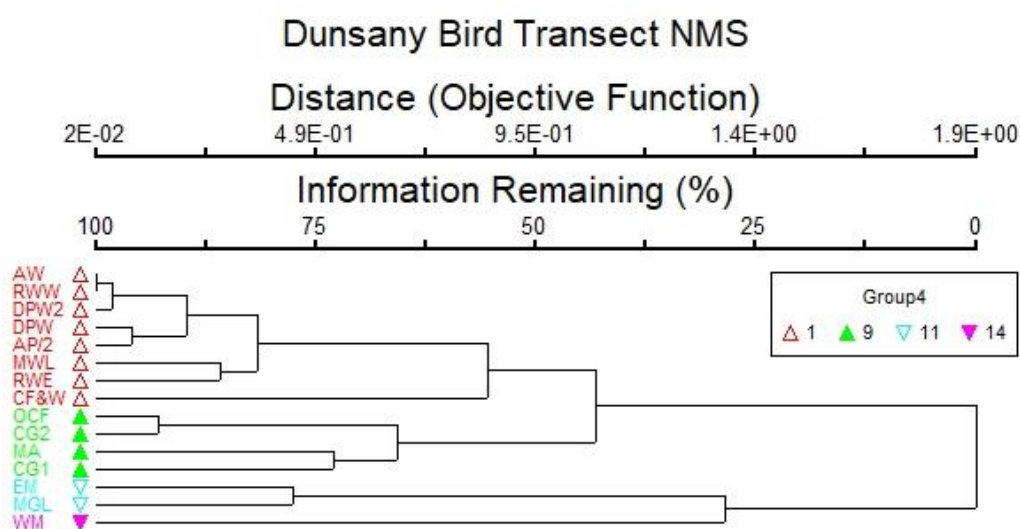 Dunsany Bird Transect NMS
Distance (Objective Function)
2E-02 4.9E-01 9.5E-01 1.4E+00 1.9E+00
Information Remaining (%)
100 75 50 25 0
AW
RWW
DPW2
DPW
AP/2
MWL
RWE
CF&W
OCF
CG2
MA
CG1
EM
MGL
WM
Group4
1 9 11 14